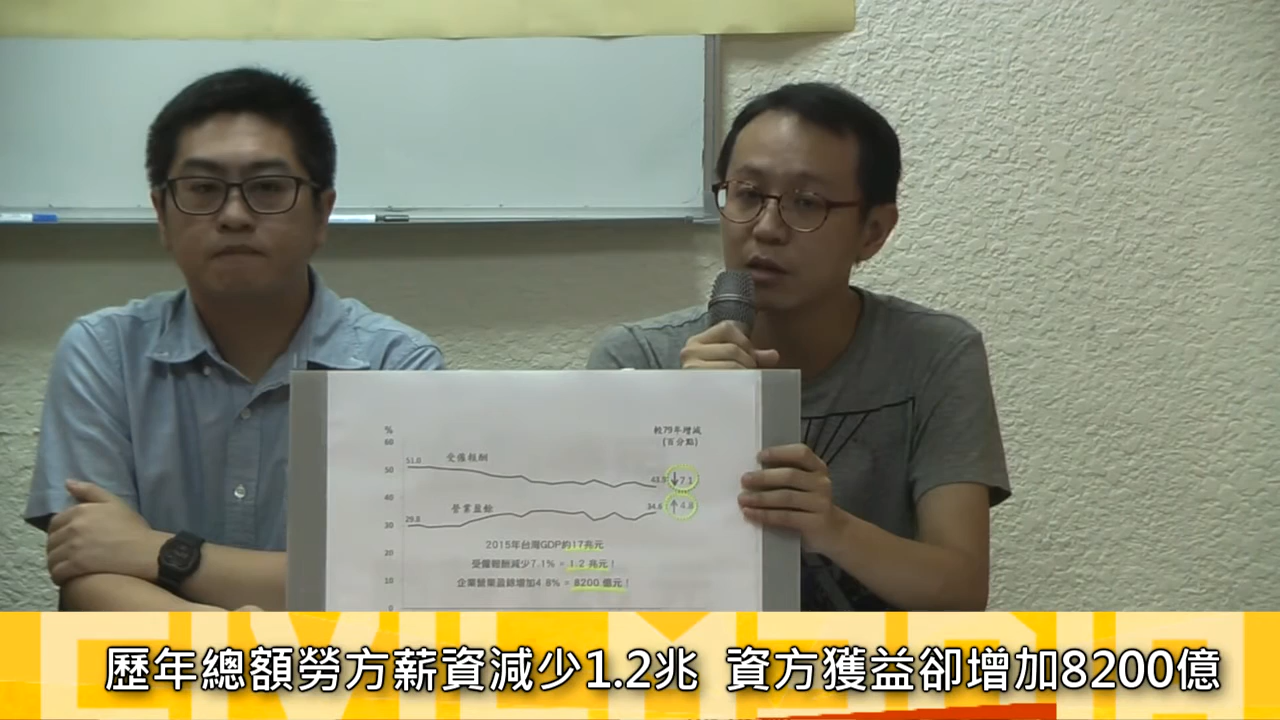 %
較79年增減
(百分點)
60
51.0
受僱報酬
50
43.9
↓7.1
40
營業盈餘
34.6
↑4.8
30
29.8
20
2015年台灣GDP約17兆元
受僱報酬減少7.1% = 1.2 兆元！
10
企業營業盈餘增加4.8% = 8200 億元！
0
歷年總額勞方薪資減少1.2兆 資方獲益卻增加8200億